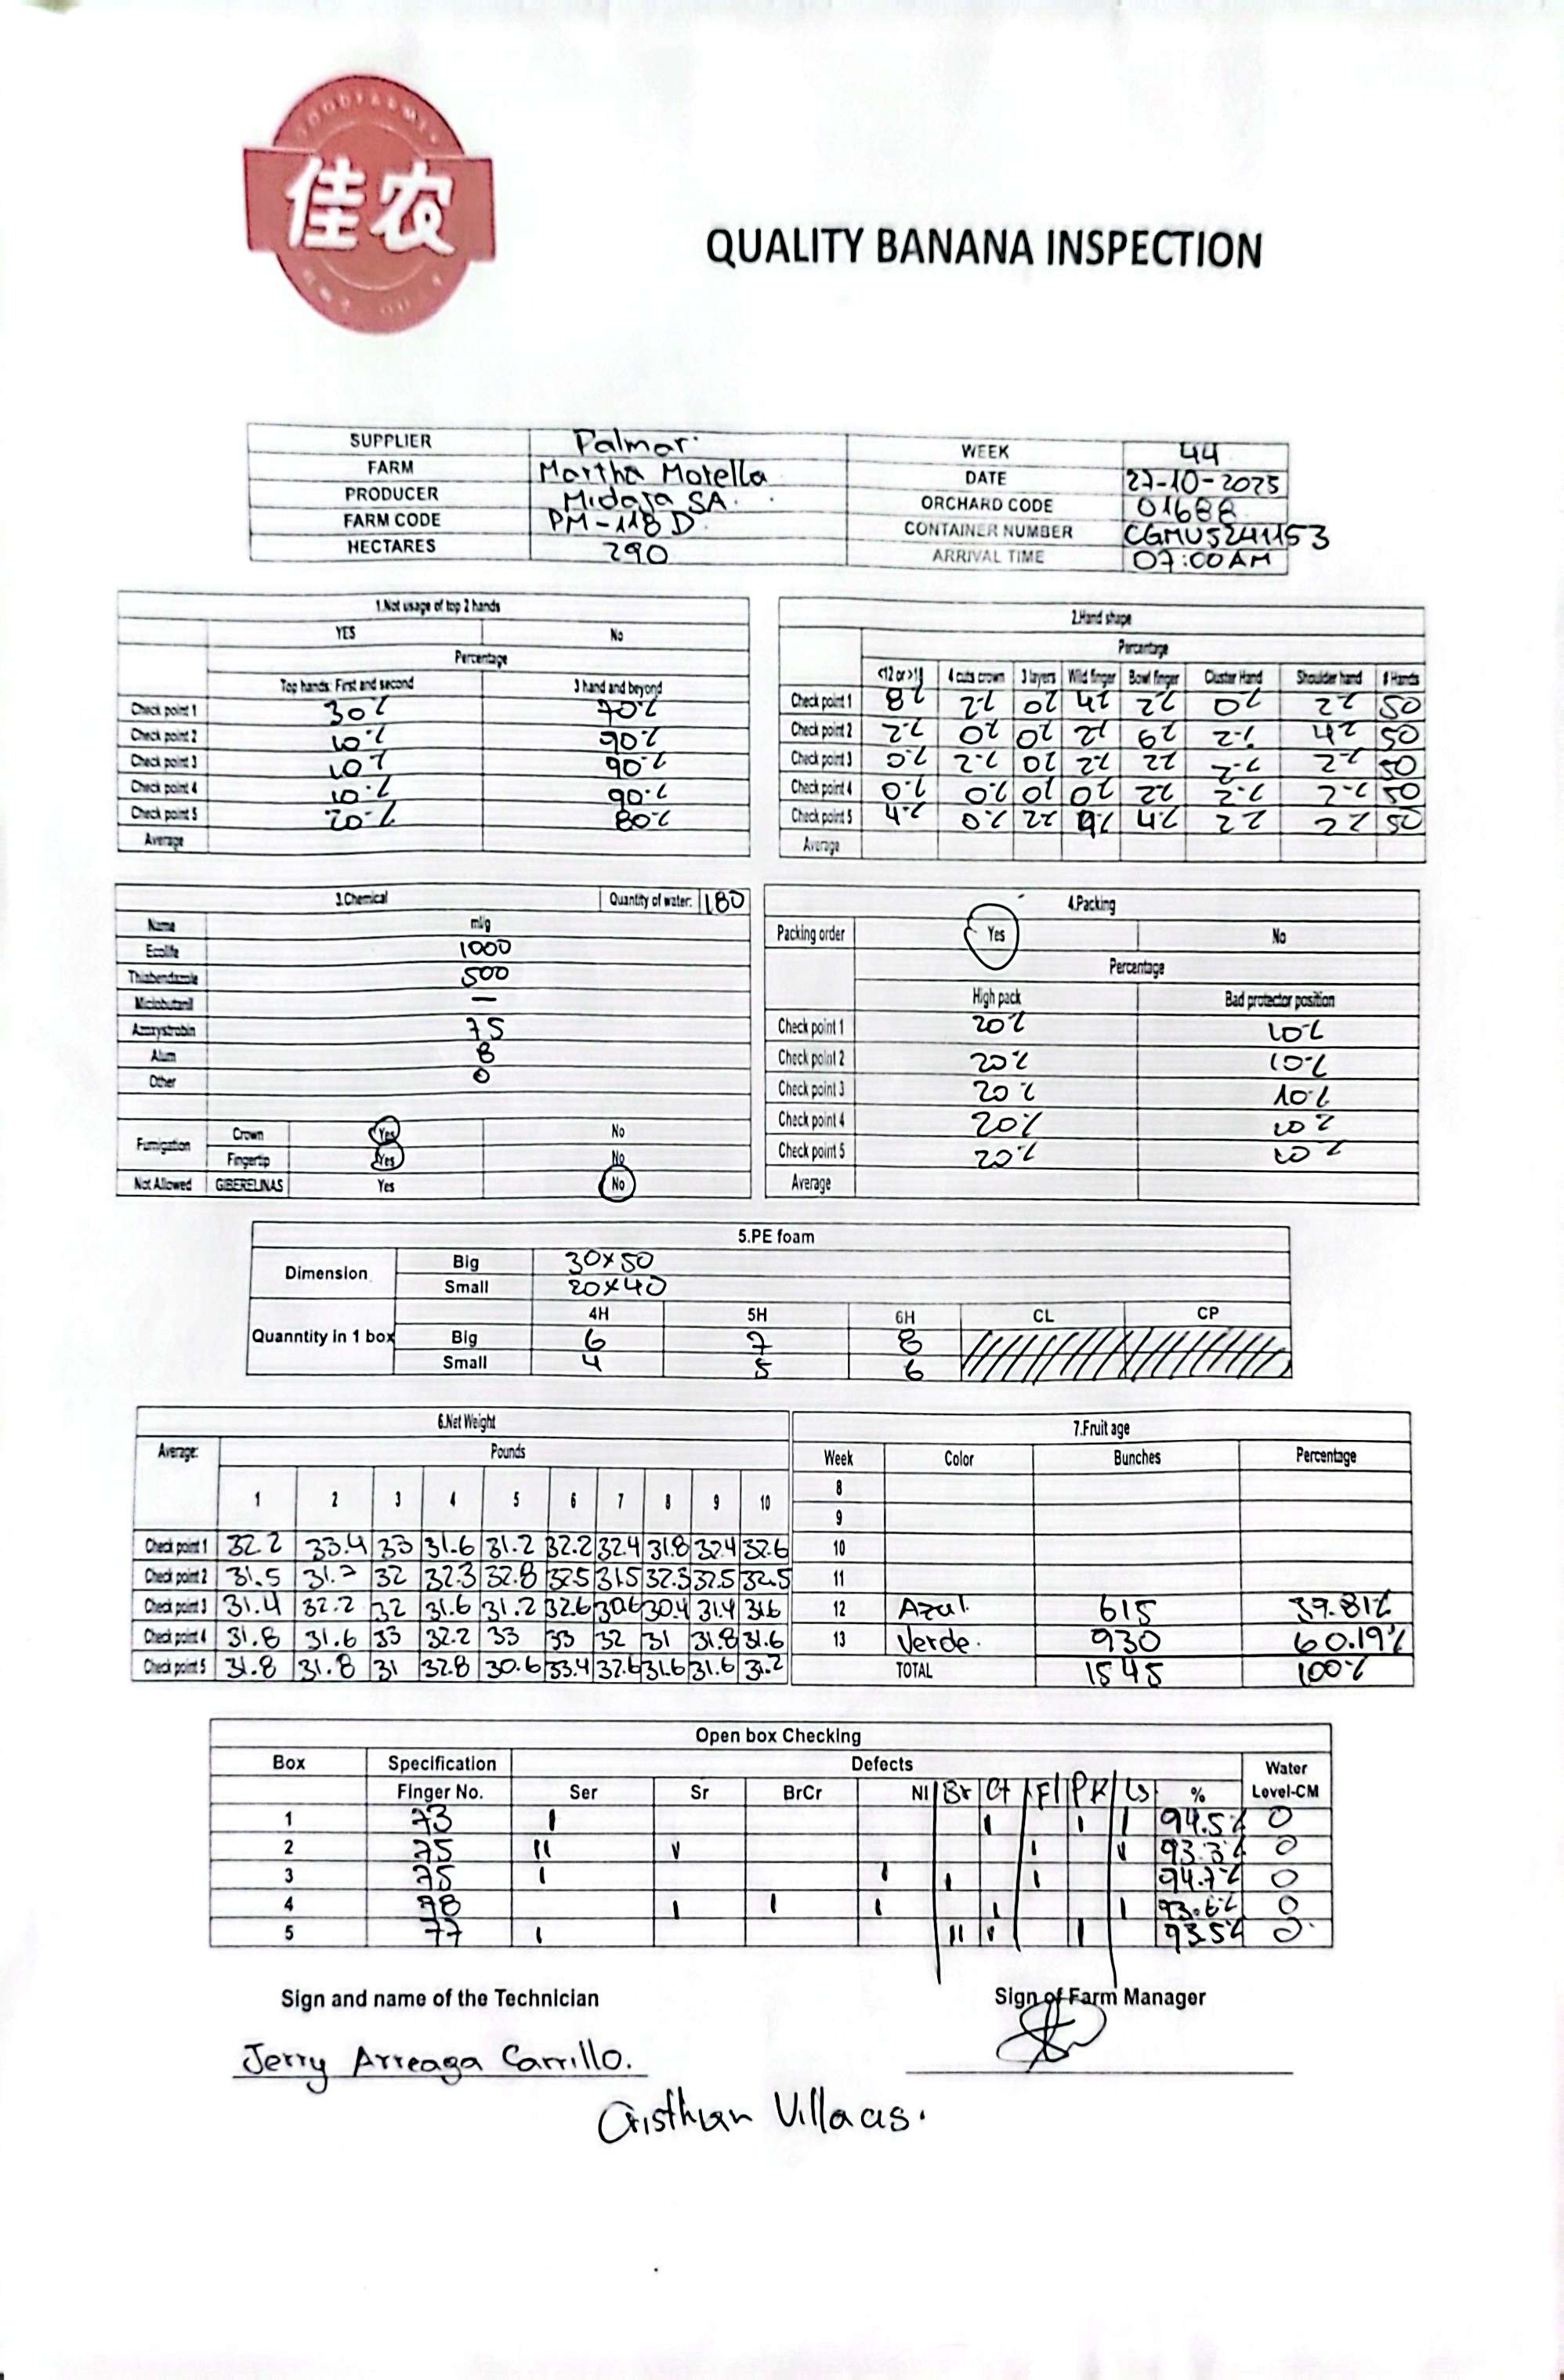 GOODFARMER
佳农
QUALITY BANANA INSPECTION
SUPPLIER Palmar WEEK 44
FARM Martha Morella DATE 27-10-2025
PRODUCER Midasa SA. ORCHARD CODE 01688
FARM CODE PM-118 D CONTAINER NUMBER CGMU5241153
HECTARES 290 ARRIVAL TIME 07:00AM
1.Not usage of top 2 hands
YES No
Percentage
Top hands: First and second 3 hand and beyond
Check point 1 30% 70%
Check point 2 10% 90%
Check point 3 10% 90%
Check point 4 10% 90%
Check point 5 20% 80%
Average
2.Hand shape
Percentage
4 cuts crown 3 layers Wild finger Bowl finger Cluster Hand Shoulder hand # Hands
Check point 1 8% 2% 0% 4% 2% 0% 2% 50
Check point 2 2% 0% 0% 2% 6% 2% 4% 50
Check point 3 0% 2% 0% 2% 2% 2% 2% 50
Check point 4 0% 0% 0% 0% 2% 2% 2% 50
Check point 5 4% 0% 2% 4% 2% 2% 50
Average
3.Chemical Quantity of water: 180
Name ml/g
Ecolife 1000
Thiabendazole 500
Miclobutanil —
Azoxystrobin 75
Alum 8
Other 0
Fumigation Crown Yes No
Fingertip Yes No
Not Allowed GIBERELINAS Yes No
4.Packing
Packing order Yes No
Percentage
High pack Bad protector position
Check point 1 20% 10%
Check point 2 20% 10%
Check point 3 20% 10%
Check point 4 20% 10%
Check point 5 20% 10%
Average
5.PE foam
Dimension Big 30x50
Small 20x40
4H 5H 6H CL CP
Quanntity in 1 box Big 6 7 8
Small 4 5 6
6.Net Weight
Average: Pounds
1 2 3 4 5 6 7 8 9 10
Check point 1 32.2 33.4 33 31.6 31.2 32.2 32.4 31.8 32.4 32.6
Check point 2 31.5 31.7 32 32.3 32.8 32.5 31.5 32.3 32.5 32.5
Check point 3 31.4 32.2 32 31.6 31.2 32.6 30.6 30.4 31.4 31.6
Check point 4 31.8 31.6 33 32.2 33 33 32 31 31.8 31.6
Check point 5 31.8 31.8 31 32.8 30.6 33.4 32.6 31.6 31.6 31.2
7.Fruit age
Week Color Bunches Percentage
8
9
10
11
12 Azul. 615 39.81%
13 Verde. 930 60.19%
TOTAL 1545 100%
Open box Checking
Box Specification Defects Water
Finger No. Ser Sr BrCr NI Br Ct Fl PK Ls % Level-CM
1 73 I I I I 94.5% 0
2 75 II I I I 93.3% 0
3 75 I I I I 94.7% 0
4 78 I I I I I 93.6% 0
5 77 I II I I 93.5% 0
Sign and name of the Technician Sign of Farm Manager
Jerry Arreaga Carrillo.
Cristhian Villacis.